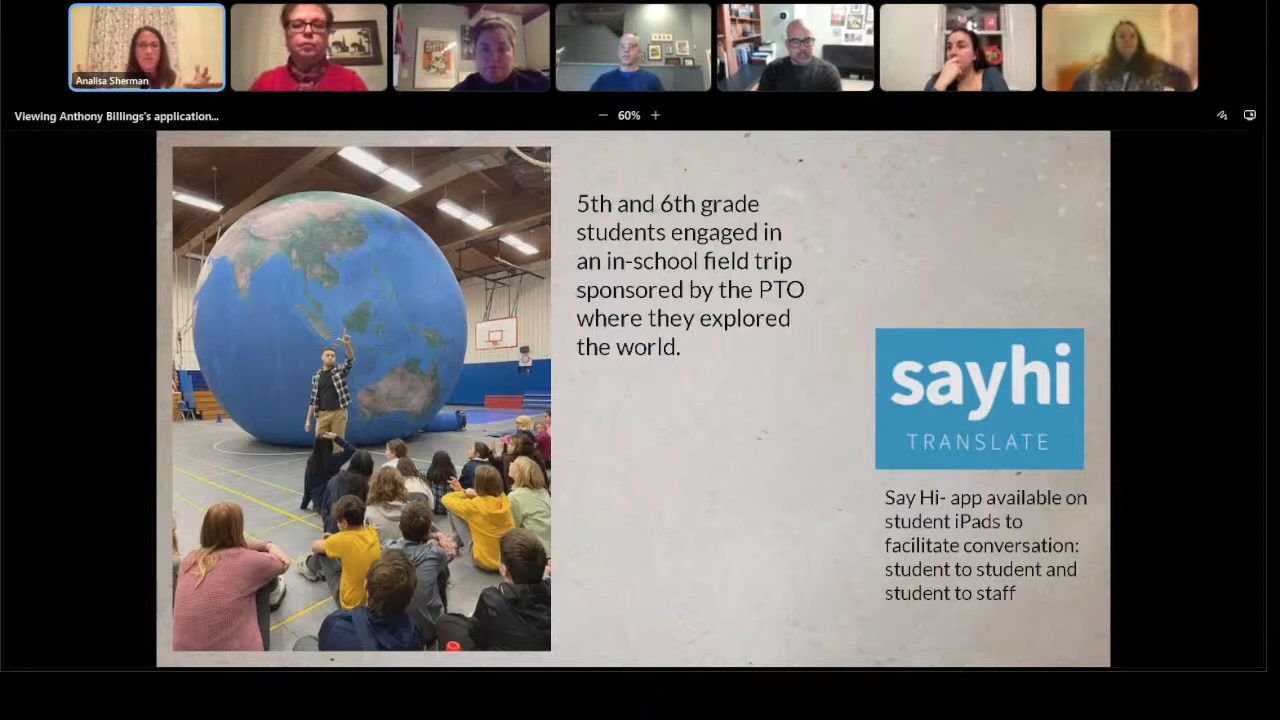 Analisa Sherman
Viewing Anthony Billings's application...
60%
5th and 6th grade
students engaged in
an in-school field trip
sponsored by the PTO
where they explored
the world.
sayhi
TRANSLATE
Say Hi- app available on
student iPads to
facilitate conversation:
student to student and
student to staff